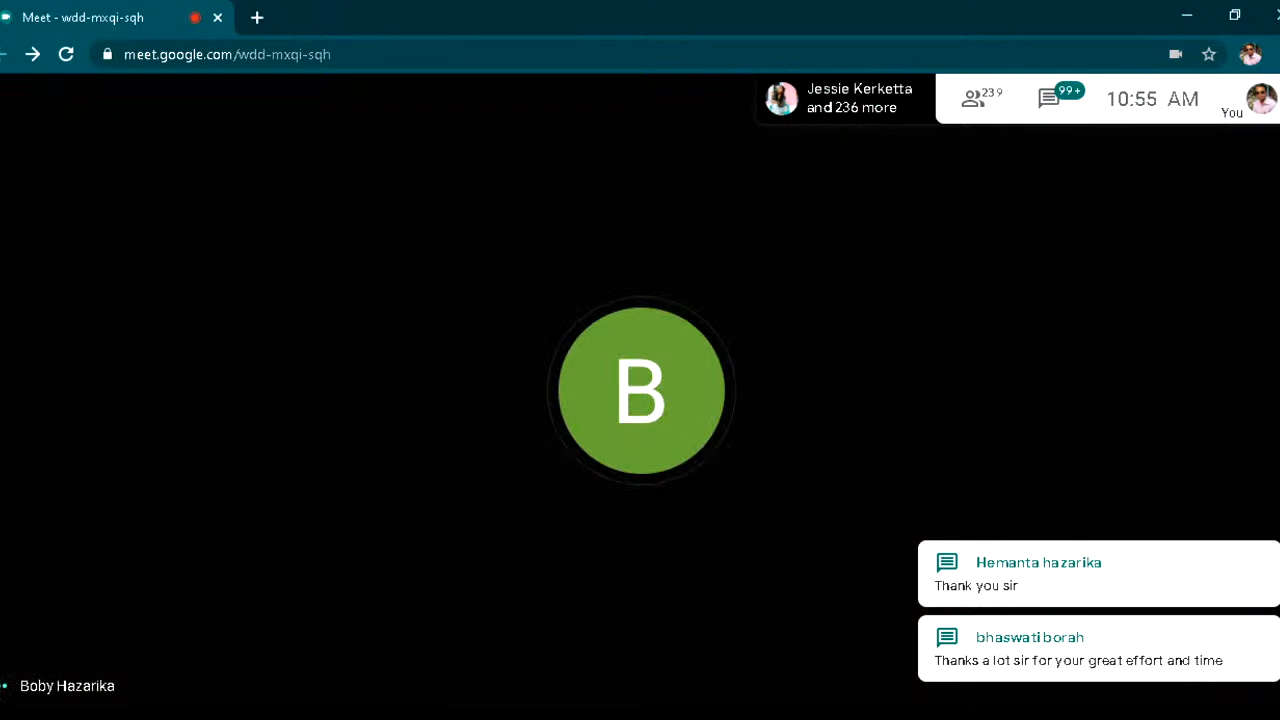 Meet - wdd-mxqi-sqh
meet.google.com/wdd-mxqi-sqh
Jessie Kerketta
and 236 more
239
99+
10:55 AM
You
B
Hemanta hazarika
Thank you sir
bhaswati borah
Thanks a lot sir for your great effort and time
Boby Hazarika